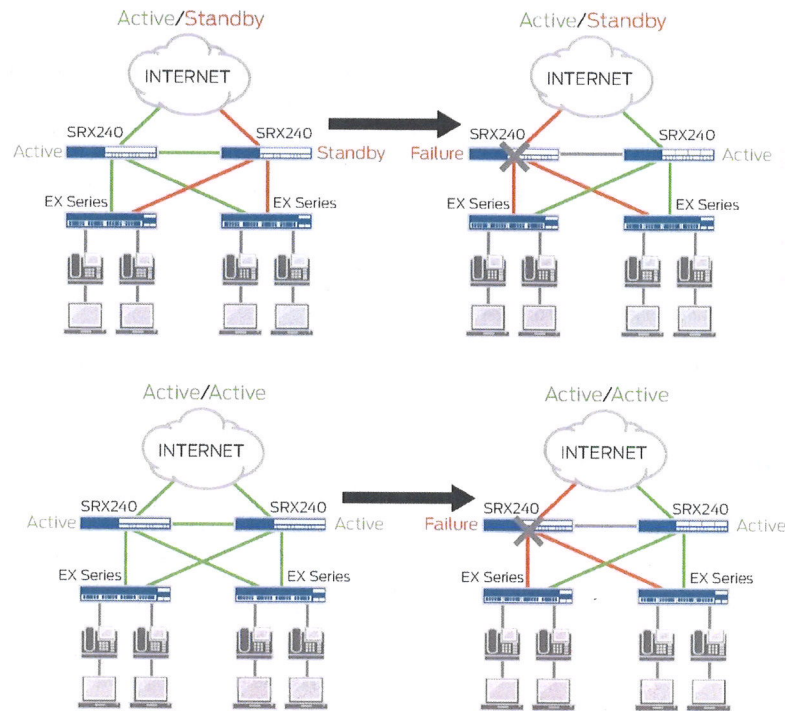 Active/Standby
INTERNET
SRX240
SRX240
Active
Standby
EX Series
EX Series
Active/Standby
INTERNET
SRX240
SRX240
Failure
Active
EX Series
EX Series
Active/Active
INTERNET
SRX240
SRX240
Active
Active
EX Series
EX Series
Active/Active
INTERNET
SRX240
SRX240
Failure
Active
EX Series
EX Series